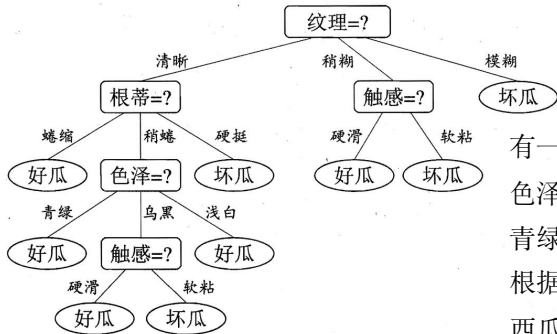 纹理=?
清晰 稍糊 模糊
根蒂=? 触感=? 坏瓜
蜷缩 稍蜷 硬挺 硬滑 软粘
好瓜 色泽=? 坏瓜 好瓜 坏瓜
青绿 乌黑 浅白
好瓜 触感=? 好瓜
硬滑 软粘
好瓜 坏瓜
有一
色泽
青绿
根据
西瓜